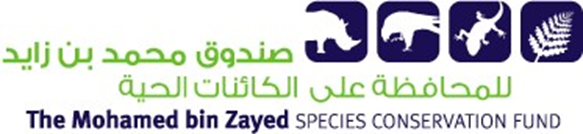 صندوق محمد بن زايد
للمحافظة على الكائنات الحية
The Mohamed bin Zayed SPECIES CONSERVATION FUND